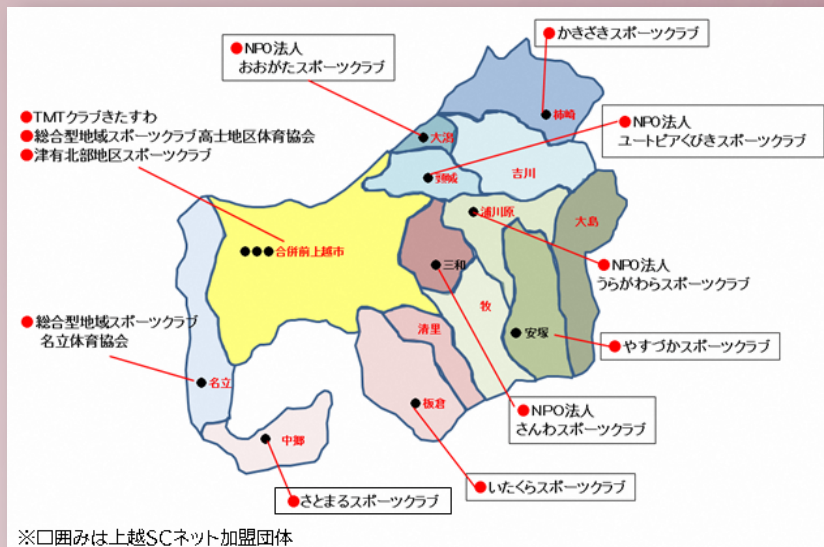 ●かきざきスポーツクラブ
●NPO法人
おおがたスポーツクラブ
●TMTクラブきたすわ
●総合型地域スポーツクラブ高士地区体育協会
●津有北部地区スポーツクラブ
●NPO法人
ユートピアくびきスポーツクラブ
柿崎
大潟
吉川
頸城
浦川原
大島
合併前上越市
三和
●NPO法人
うらがわらスポーツクラブ
牧
●総合型地域スポーツクラブ
名立体育協会
清里
安塚
●やすづかスポーツクラブ
名立
板倉
●NPO法人
さんわスポーツクラブ
中郷
●いたくらスポーツクラブ
●さとまるスポーツクラブ
※囗囲みは上越SCネット加盟団体